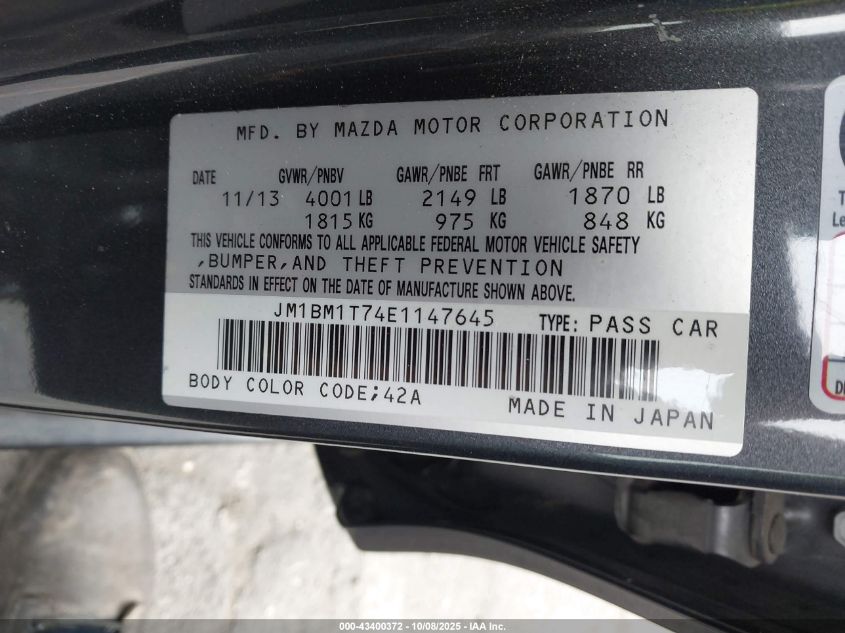 MFD. BY MAZDA MOTOR CORPORATION
DATE GVWR/PNBV GAWR/PNBE FRT GAWR/PNBE RR
11/13 4001 LB 2149 LB 1870 LB
1815 KG 975 KG 848 KG
THIS VEHICLE CONFORMS TO ALL APPLICABLE FEDERAL MOTOR VEHICLE SAFETY
,BUMPER,AND THEFT PREVENTION
STANDARDS IN EFFECT ON THE DATE OF MANUFACTURE SHOWN ABOVE.
JM1BM1T74E1147645 TYPE: PASS CAR
BODY COLOR CODE;42A
MADE IN JAPAN
000-43400372 - 10/08/2025 - IAA Inc.